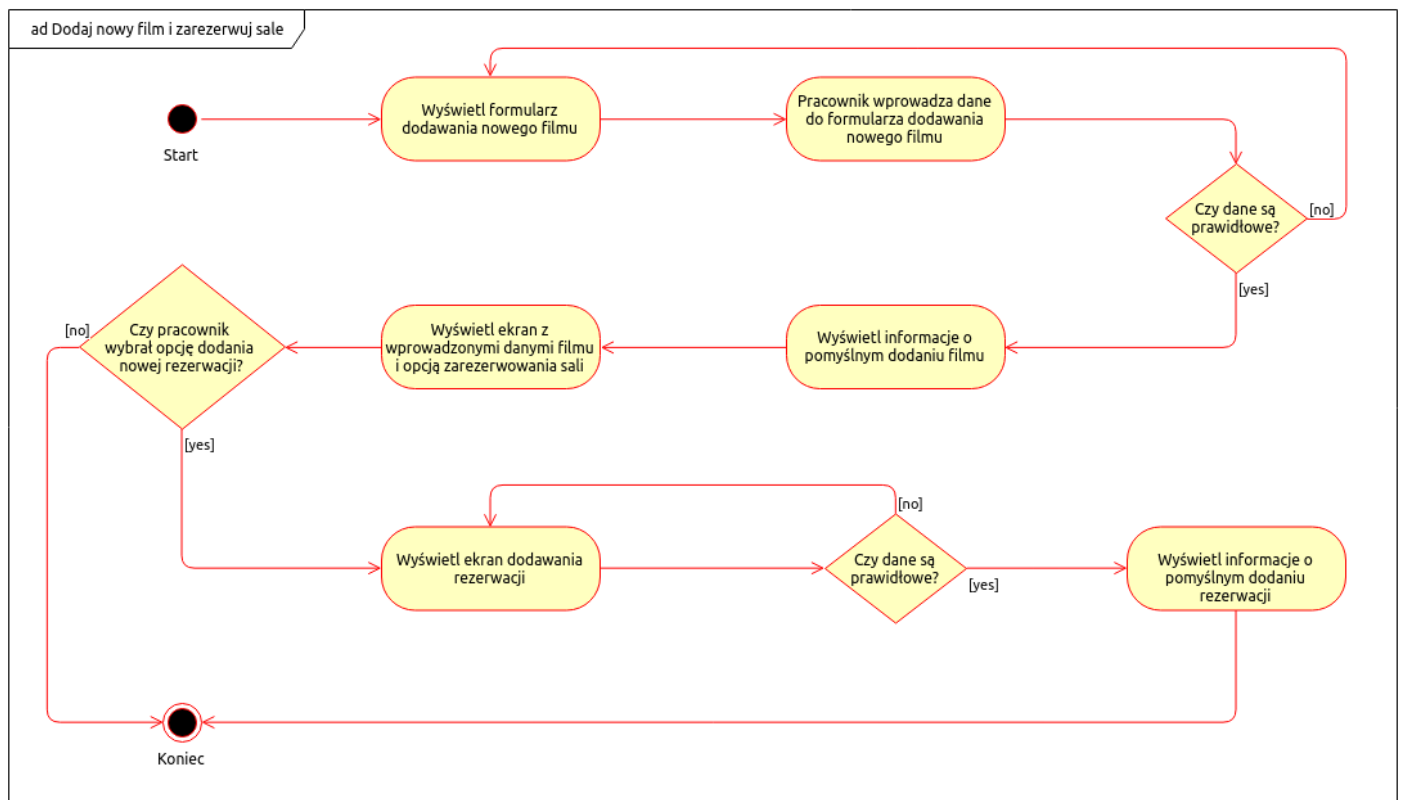 ad Dodaj nowy film i zarezerwuj sale
Start
Wyświetl formularz
dodawania nowego filmu
Pracownik wprowadza dane
do formularza dodawania
nowego filmu
Czy dane są
prawidłowe?
[no]
[yes]
Wyświetl informacje o
pomyślnym dodaniu filmu
Wyświetl ekran z
wprowadzonymi danymi filmu
i opcją zarezerwowania sali
Czy pracownik
wybrał opcję dodania
nowej rezerwacji?
[no]
[yes]
Wyświetl ekran dodawania
rezerwacji
Czy dane są
prawidłowe?
[no]
[yes]
Wyświetl informacje o
pomyślnym dodaniu
rezerwacji
Koniec